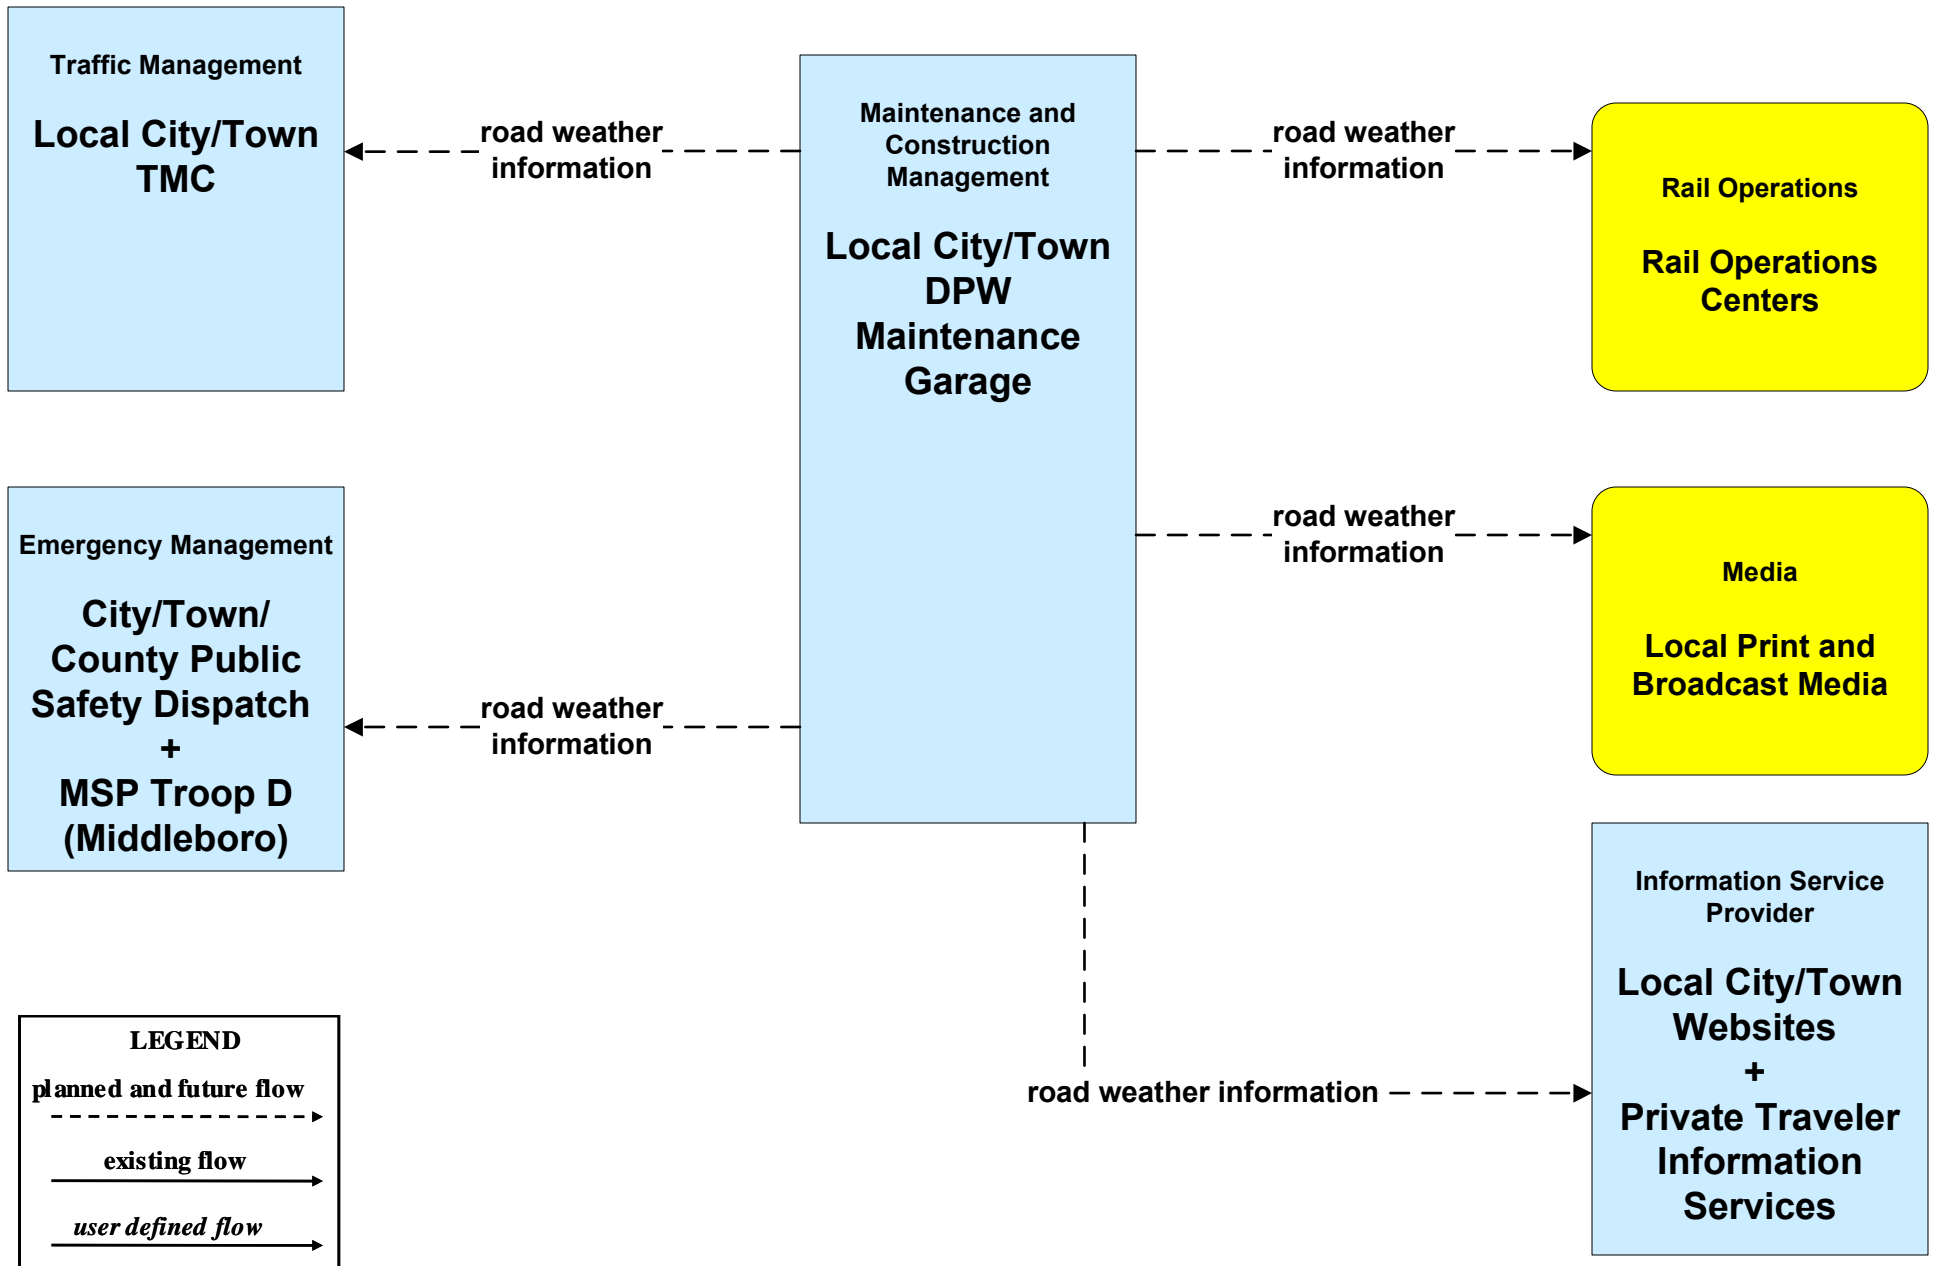 Traffic Management
Local City/Town
TMC
road weather
information
Maintenance and
Construction
Management
Local City/Town
DPW
Maintenance
Garage
road weather
information
Rail Operations
Rail Operations
Centers
Emergency Management
City/Town/
County Public
Safety Dispatch
+
MSP Troop D
(Middleboro)
road weather
information
road weather
information
Media
Local Print and
Broadcast Media
Information Service
Provider
Local City/Town
Websites
+
Private Traveler
Information
Services
road weather information
LEGEND
planned and future flow
existing flow
user defined flow